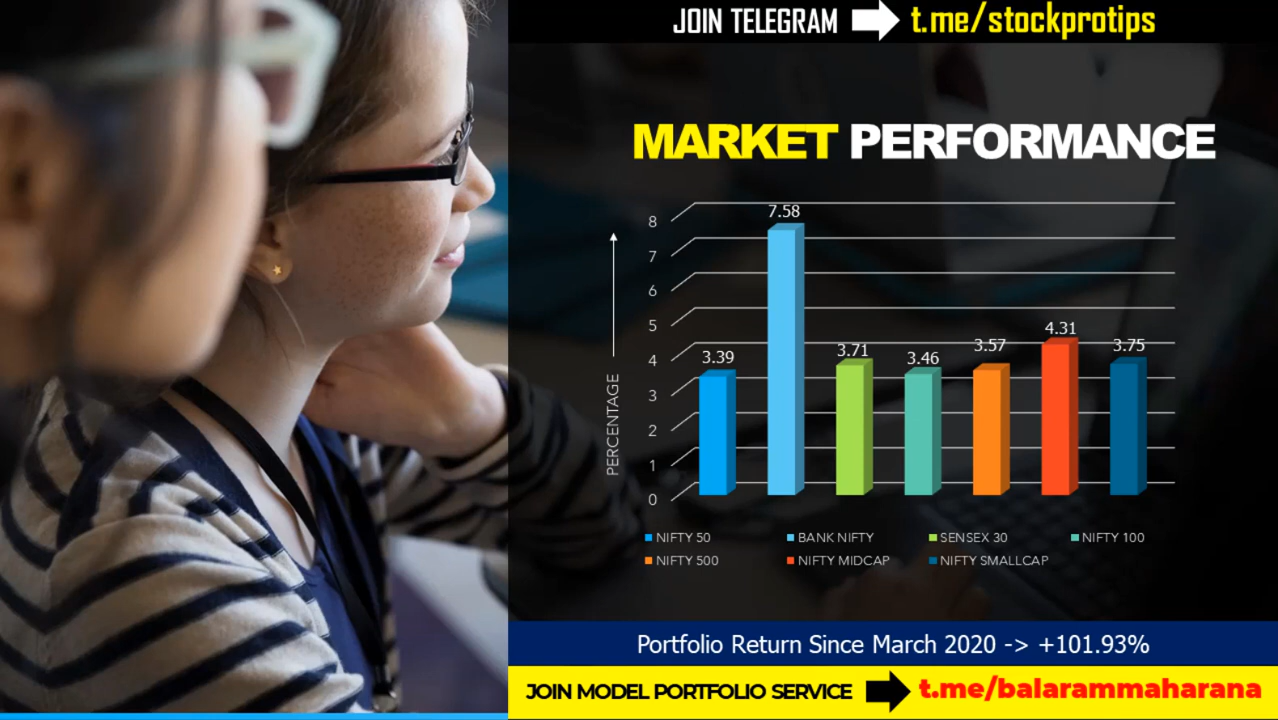 JOIN TELEGRAM t.me/stockprotips
MARKET PERFORMANCE
8
7
6
5
4
3
2
1
0
PERCENTAGE
3.39
7.58
3.71
3.46
3.57
4.31
3.75
NIFTY 50 BANK NIFTY SENSEX 30 NIFTY 100
NIFTY 500 NIFTY MIDCAP NIFTY SMALLCAP
Portfolio Return Since March 2020 -> +101.93%
JOIN MODEL PORTFOLIO SERVICE t.me/balarammaharana